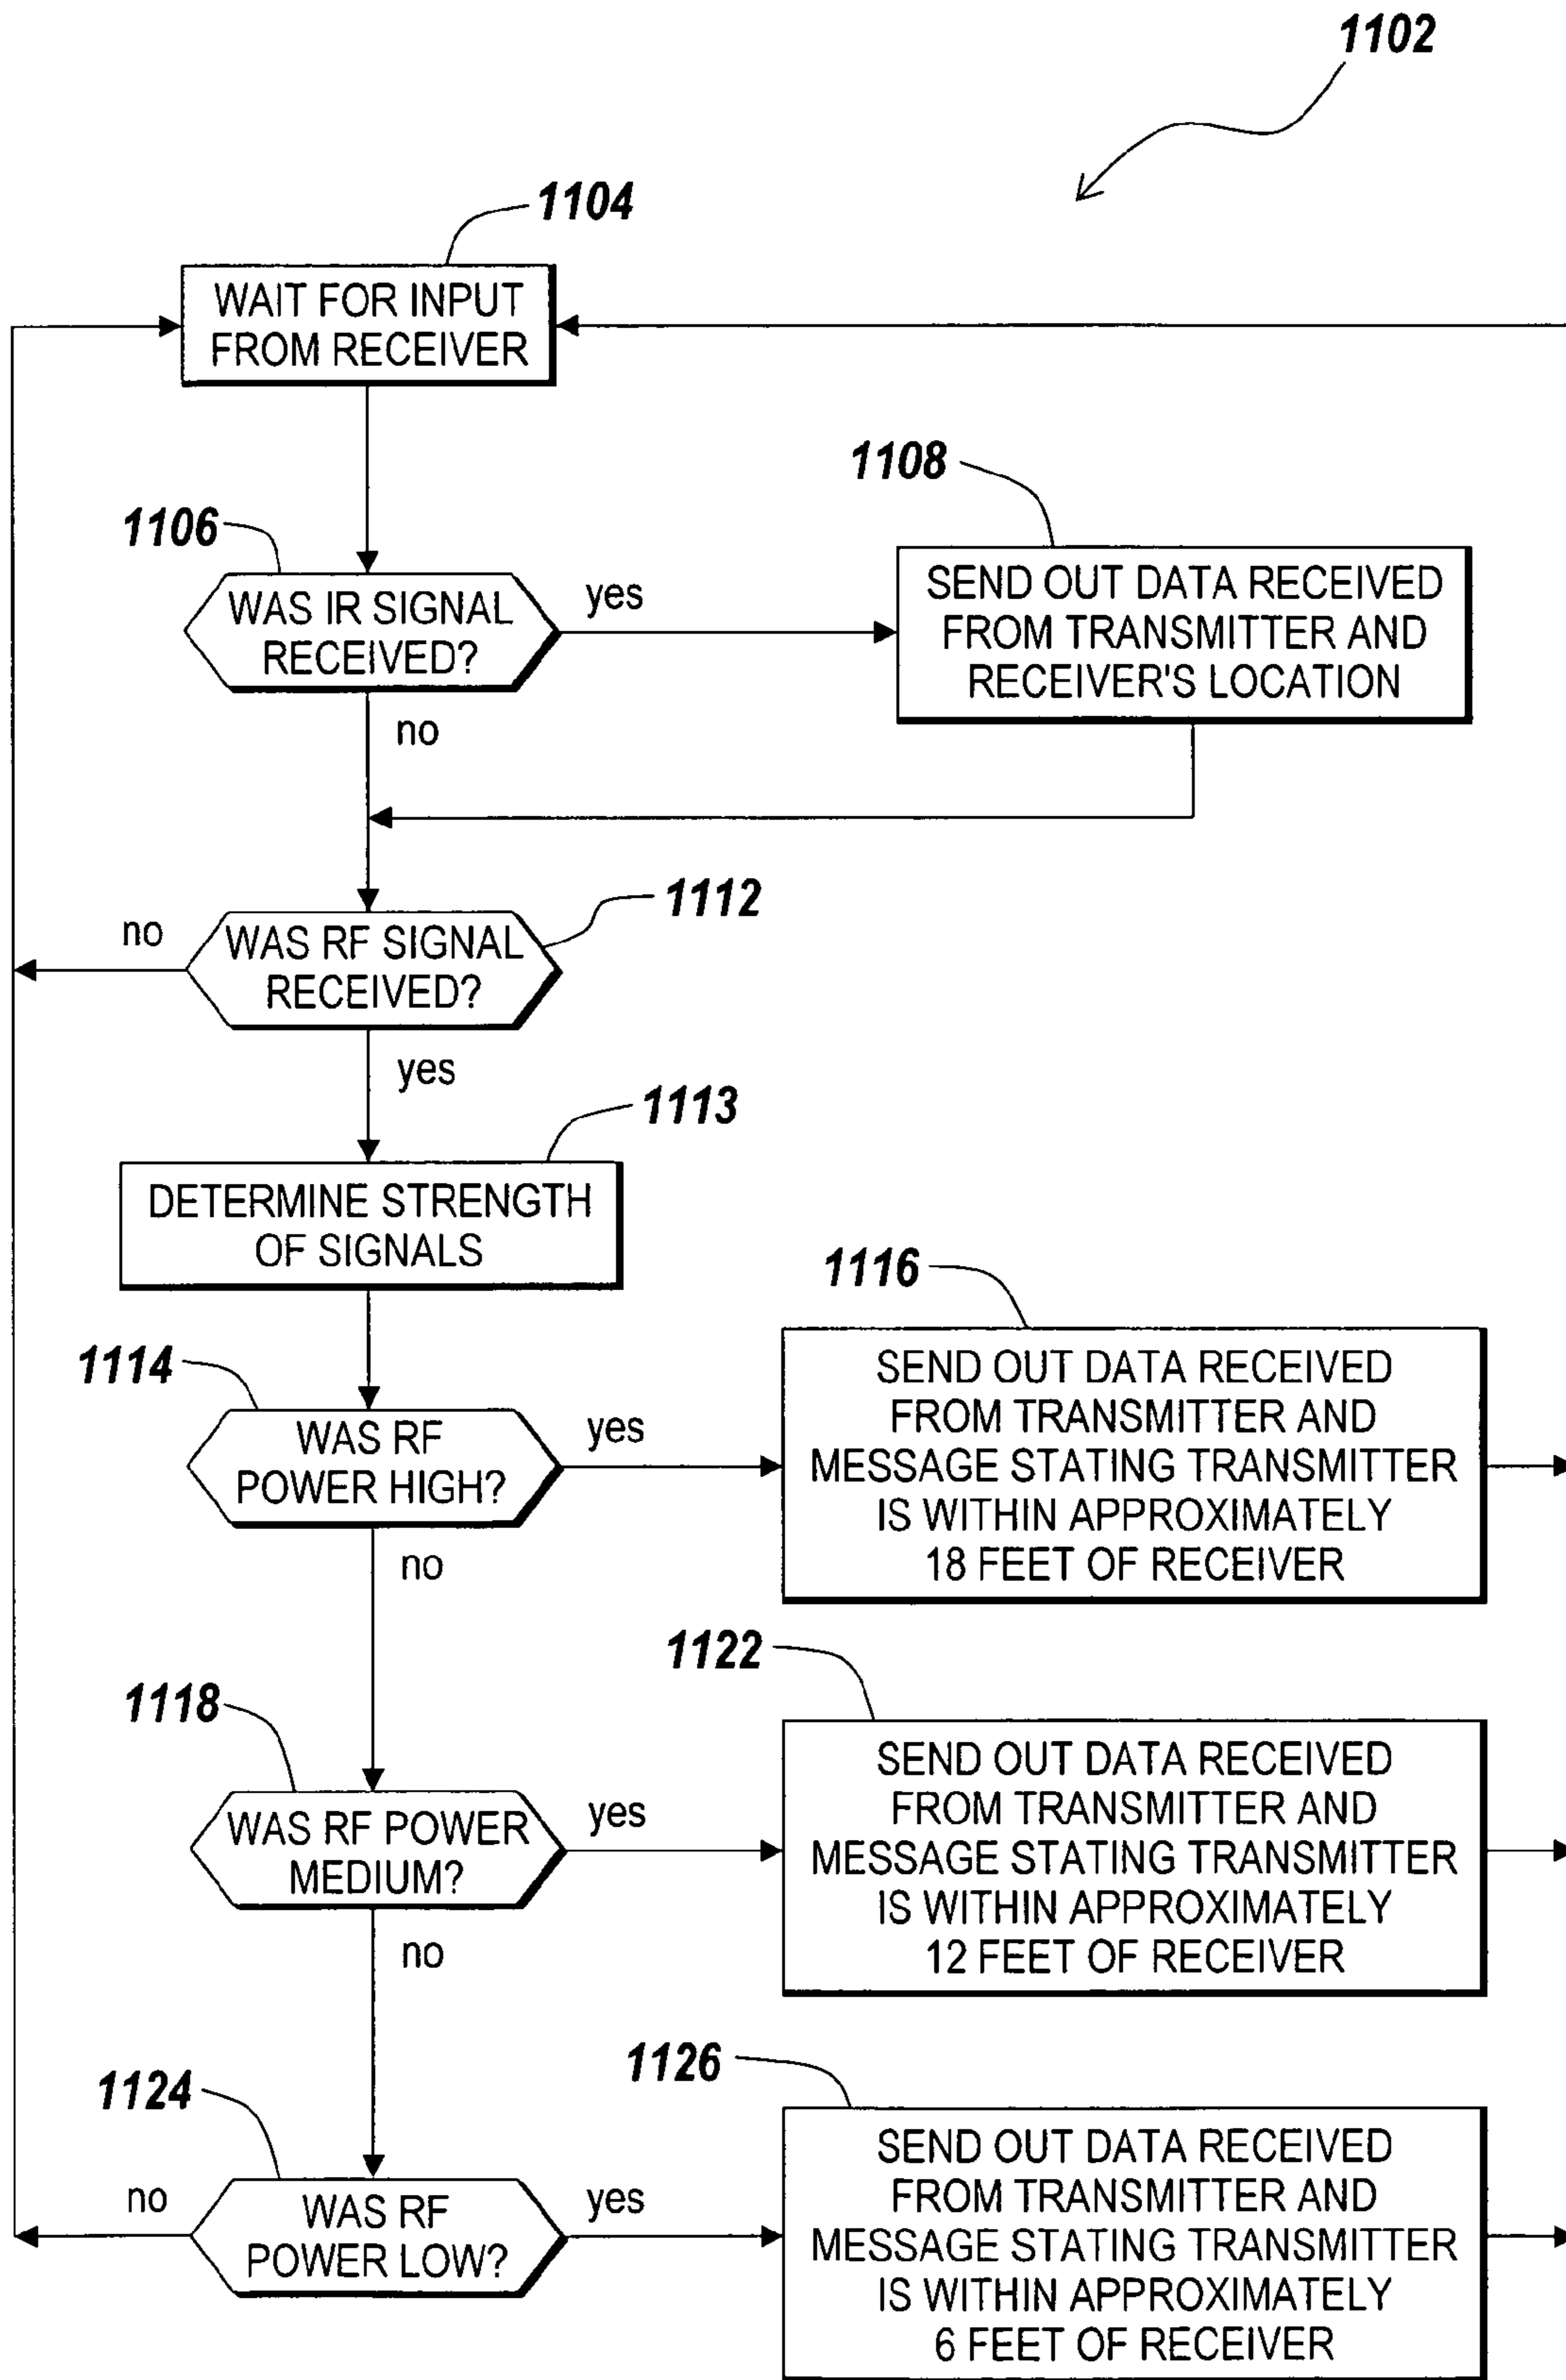 1102
1104
WAIT FOR INPUT
FROM RECEIVER
1106
WAS IR SIGNAL
RECEIVED?
yes
no
1108
SEND OUT DATA RECEIVED
FROM TRANSMITTER AND
RECEIVER'S LOCATION
1112
WAS RF SIGNAL
RECEIVED?
no
yes
1113
DETERMINE STRENGTH
OF SIGNALS
1114
WAS RF
POWER HIGH?
yes
no
1116
SEND OUT DATA RECEIVED
FROM TRANSMITTER AND
MESSAGE STATING TRANSMITTER
IS WITHIN APPROXIMATELY
18 FEET OF RECEIVER
1118
WAS RF POWER
MEDIUM?
yes
no
1122
SEND OUT DATA RECEIVED
FROM TRANSMITTER AND
MESSAGE STATING TRANSMITTER
IS WITHIN APPROXIMATELY
12 FEET OF RECEIVER
1124
WAS RF
POWER LOW?
no
yes
1126
SEND OUT DATA RECEIVED
FROM TRANSMITTER AND
MESSAGE STATING TRANSMITTER
IS WITHIN APPROXIMATELY
6 FEET OF RECEIVER